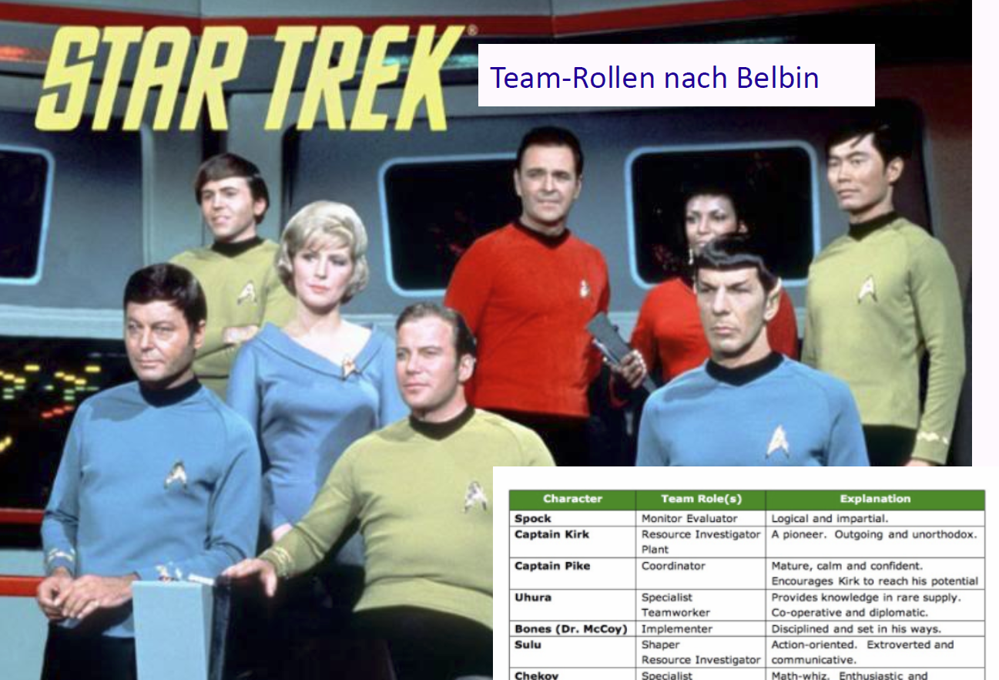 STAR TREK®
Team-Rollen nach Belbin
Character Team Role(s) Explanation
Spock Monitor Evaluator Logical and impartial.
Captain Kirk Resource Investigator A pioneer. Outgoing and unorthodox.
Plant
Captain Pike Coordinator Mature, calm and confident.
Encourages Kirk to reach his potential
Uhura Specialist Provides knowledge in rare supply.
Teamworker Co-operative and diplomatic.
Bones (Dr. McCoy) Implementer Disciplined and set in his ways.
Sulu Shaper Action-oriented. Extroverted and
Resource Investigator communicative.
Chekov Specialist Math-whiz. Enthusiastic and